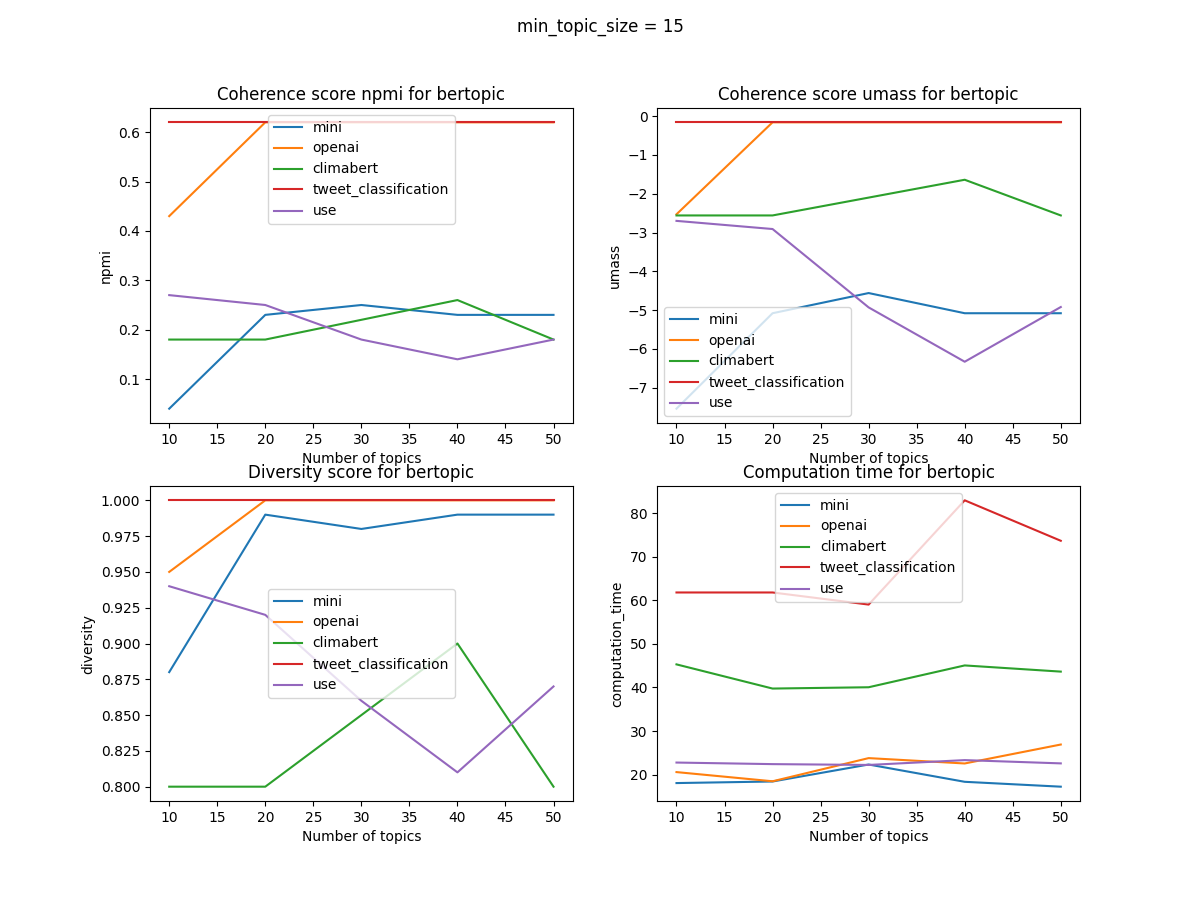 min_topic_size = 15
Coherence score npmi for bertopic
0.6
0.5
0.4
0.3
0.2
0.1
npmi
mini
openai
climabert
tweet_classification
use
10 15 20 25 30 35 40 45 50
Number of topics
Coherence score umass for bertopic
0
−1
−2
−3
−4
−5
−6
−7
umass
mini
openai
climabert
tweet_classification
use
10 15 20 25 30 35 40 45 50
Number of topics
Diversity score for bertopic
1.000
0.975
0.950
0.925
0.900
0.875
0.850
0.825
0.800
diversity
mini
openai
climabert
tweet_classification
use
10 15 20 25 30 35 40 45 50
Number of topics
Computation time for bertopic
80
70
60
50
40
30
20
computation_time
mini
openai
climabert
tweet_classification
use
10 15 20 25 30 35 40 45 50
Number of topics